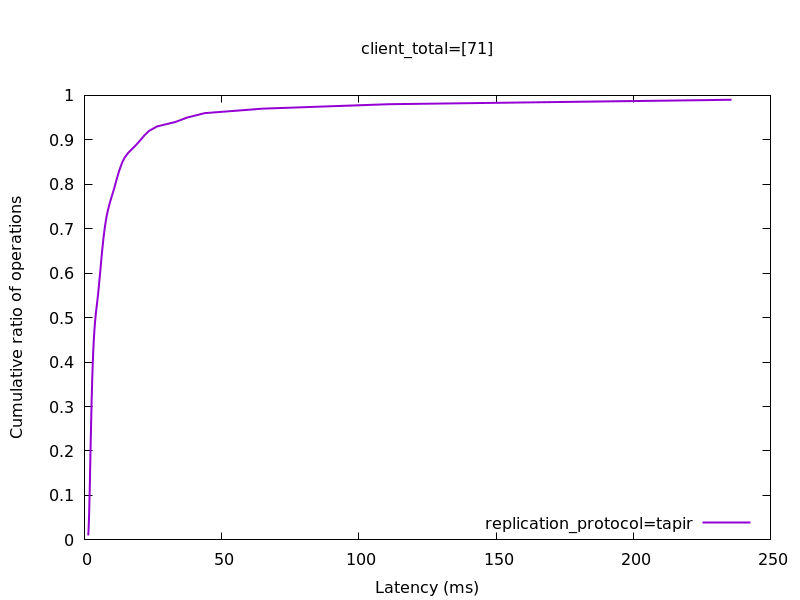 client_total=[71]
1
0.9
0.8
0.7
0.6
0.5
0.4
0.3
0.2
0.1
0
Cumulative ratio of operations
replication_protocol=tapir
0 50 100 150 200 250
Latency (ms)